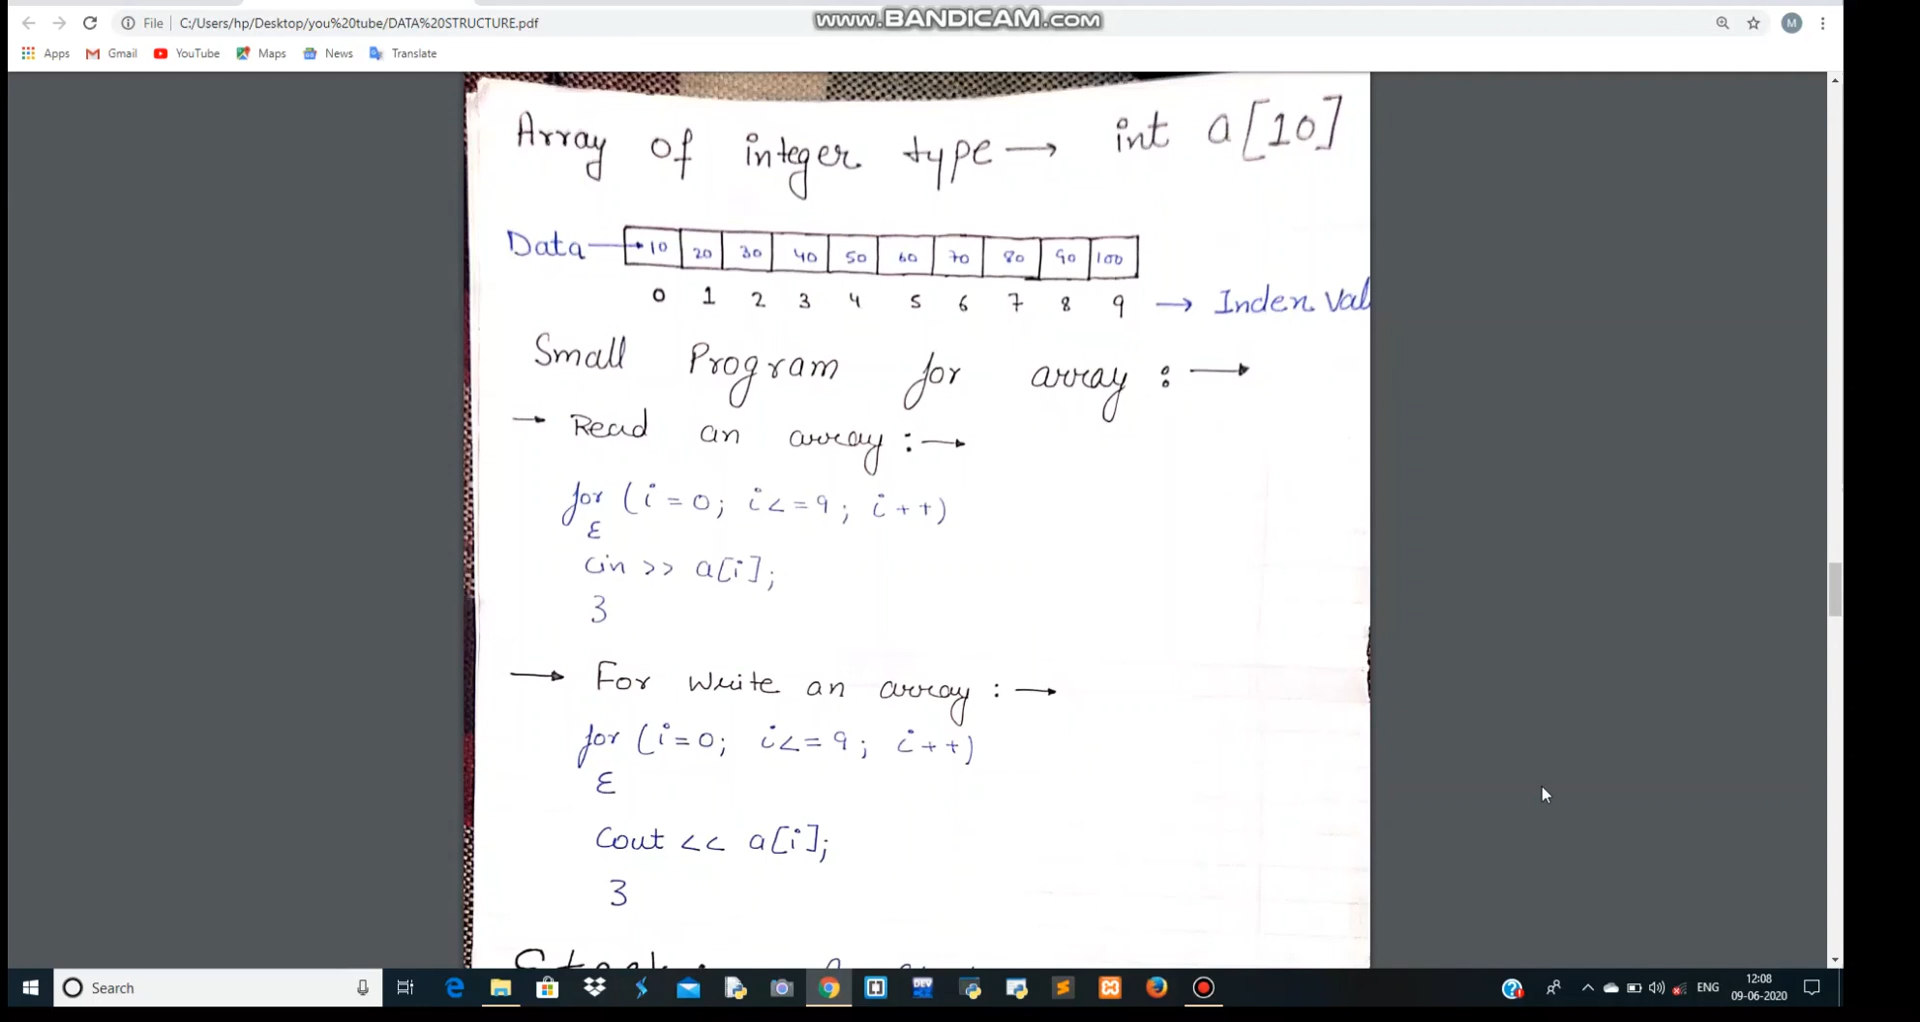 File C:/Users/hp/Desktop/you%20tube/DATA%20STRUCTURE.pdf
www.BANDICAM.com
M
Apps Gmail YouTube Maps News Translate
Array of integer type → int a[10]
Data → 10 20 30 40 50 60 70 80 90 100
0 1 2 3 4 5 6 7 8 9 → Index Val
Small Program for array : →
→ Read an array : →
for (i=0; i<=9; i++)
{
cin >> a[i];
}
→ For write an array : →
for (i=0; i<=9; i++)
{
Cout << a[i];
}
Search
DEV
ENG
12:08
09-06-2020